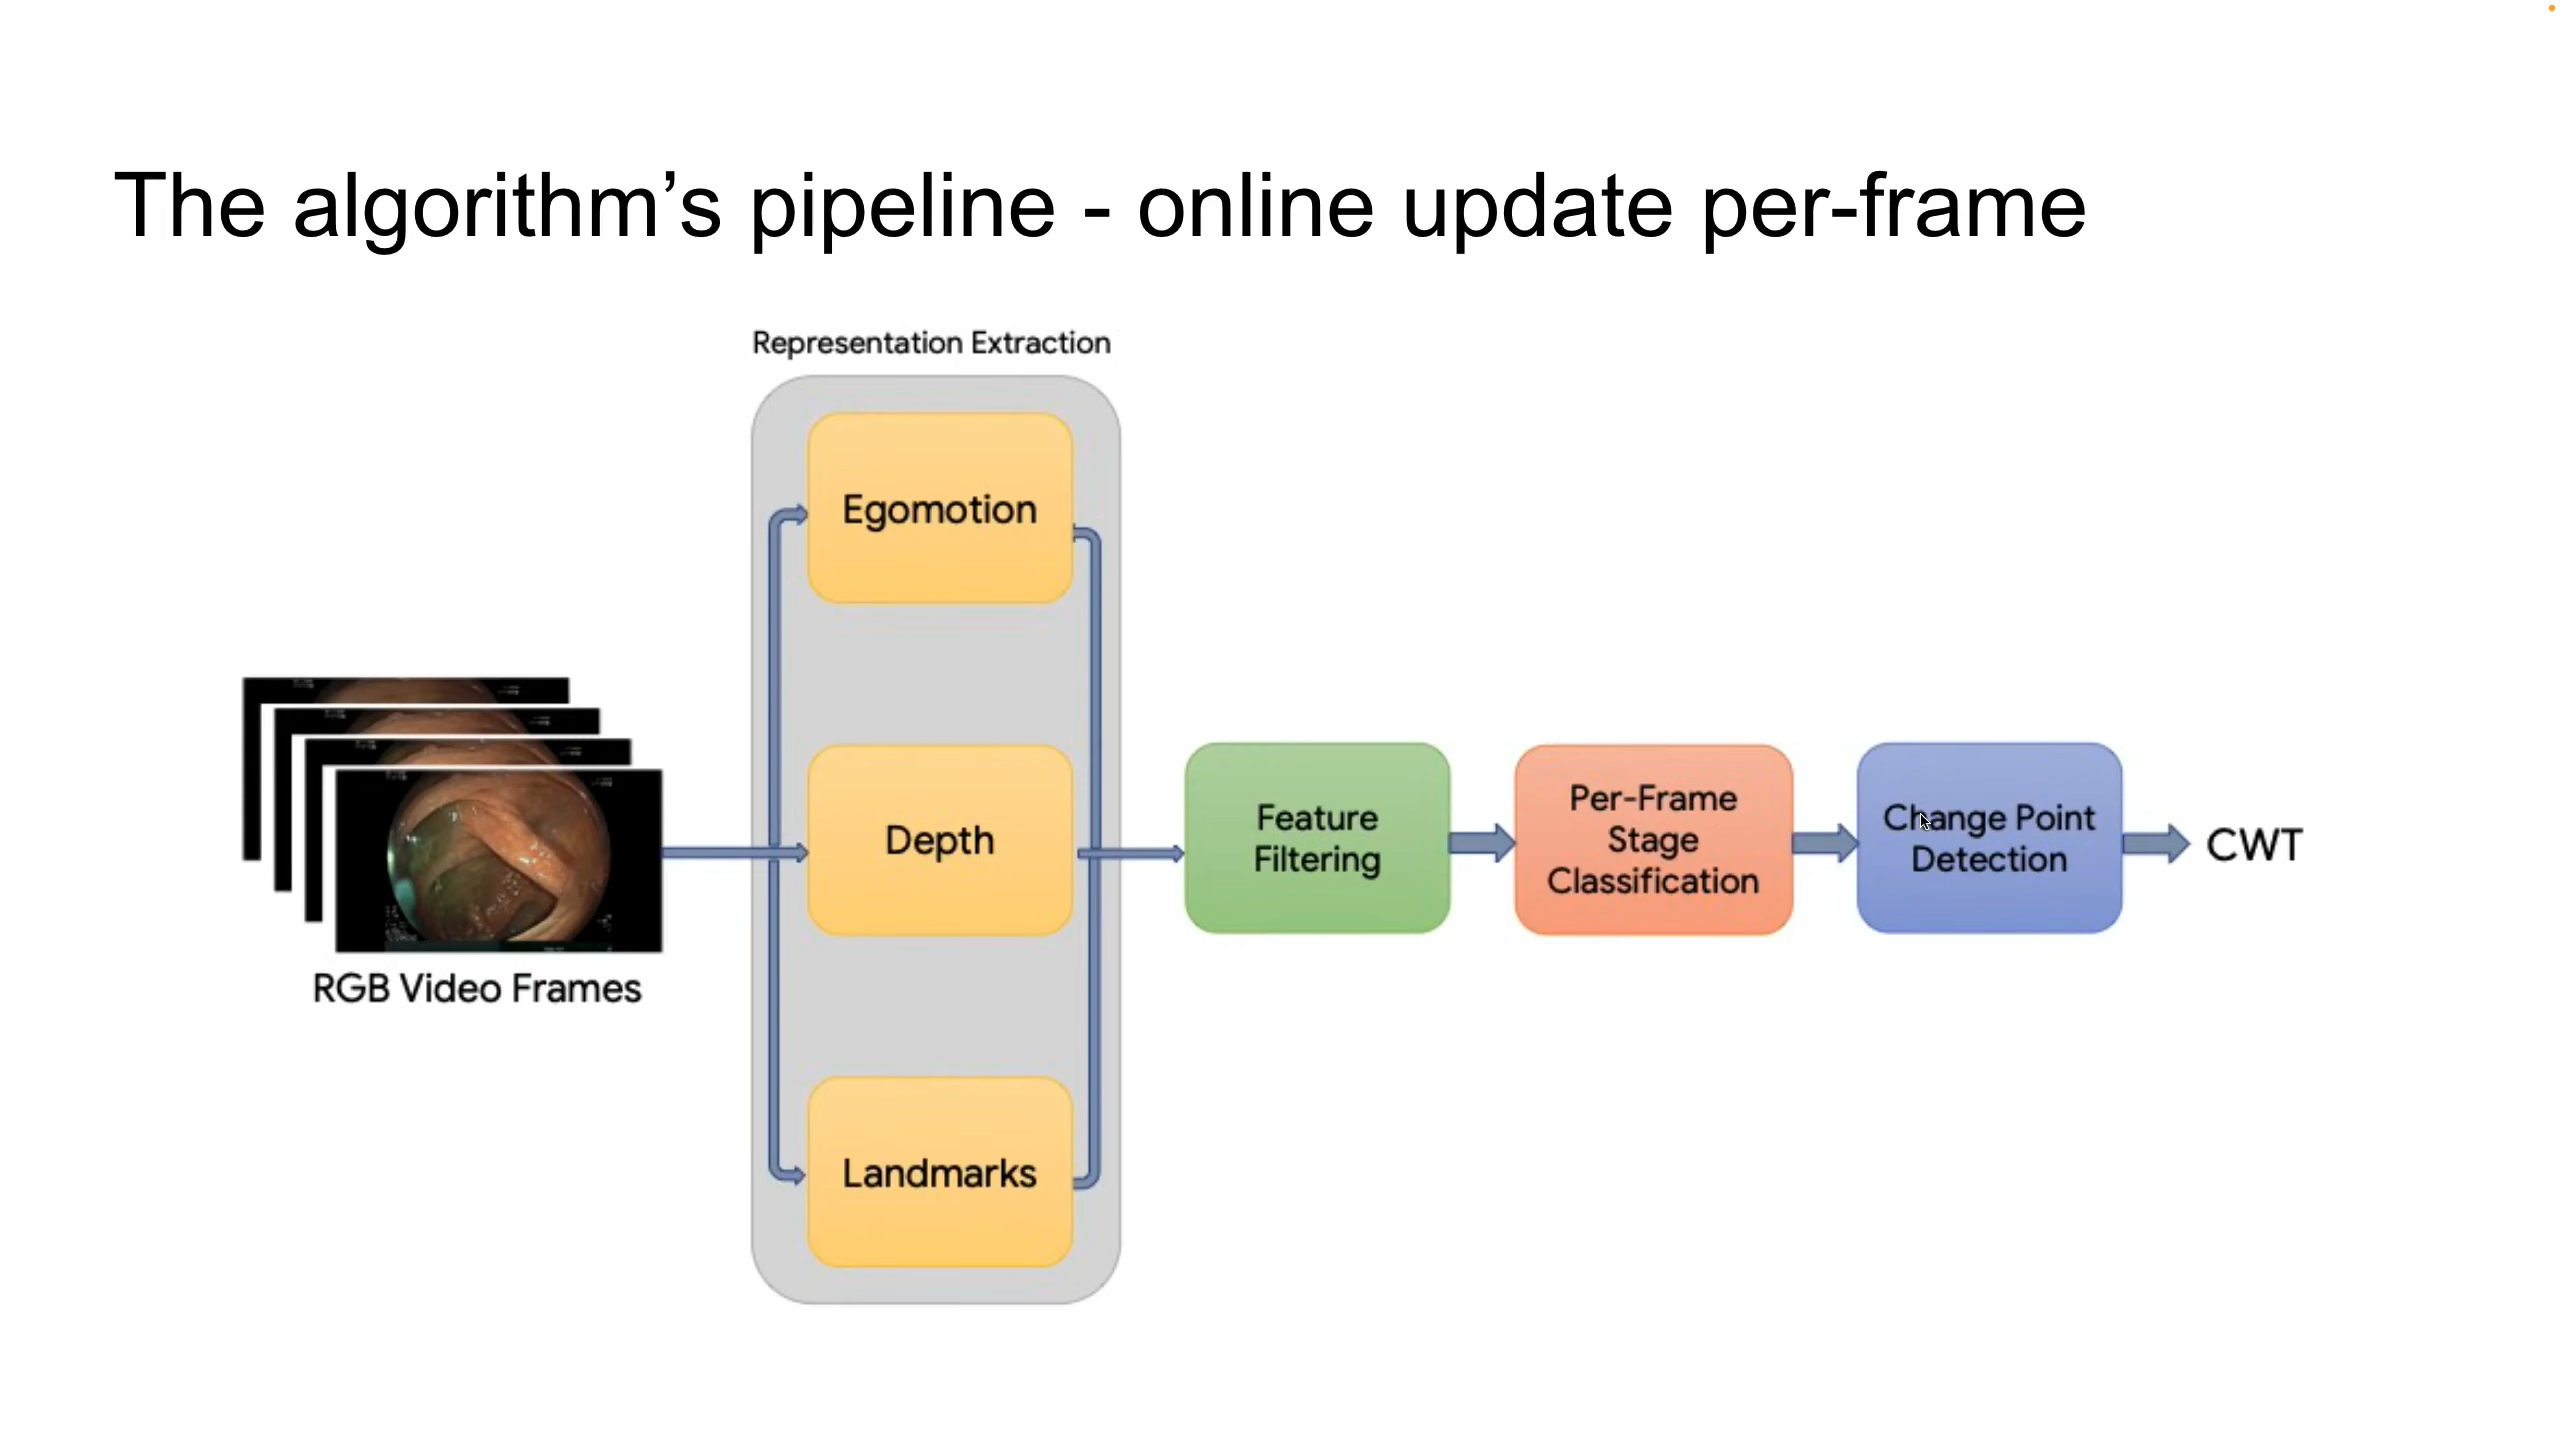 The algorithm’s pipeline - online update per-frame
Representation Extraction
Egomotion
Depth
Landmarks
RGB Video Frames
Feature
Filtering
Per-Frame
Stage
Classification
Change Point
Detection
CWT